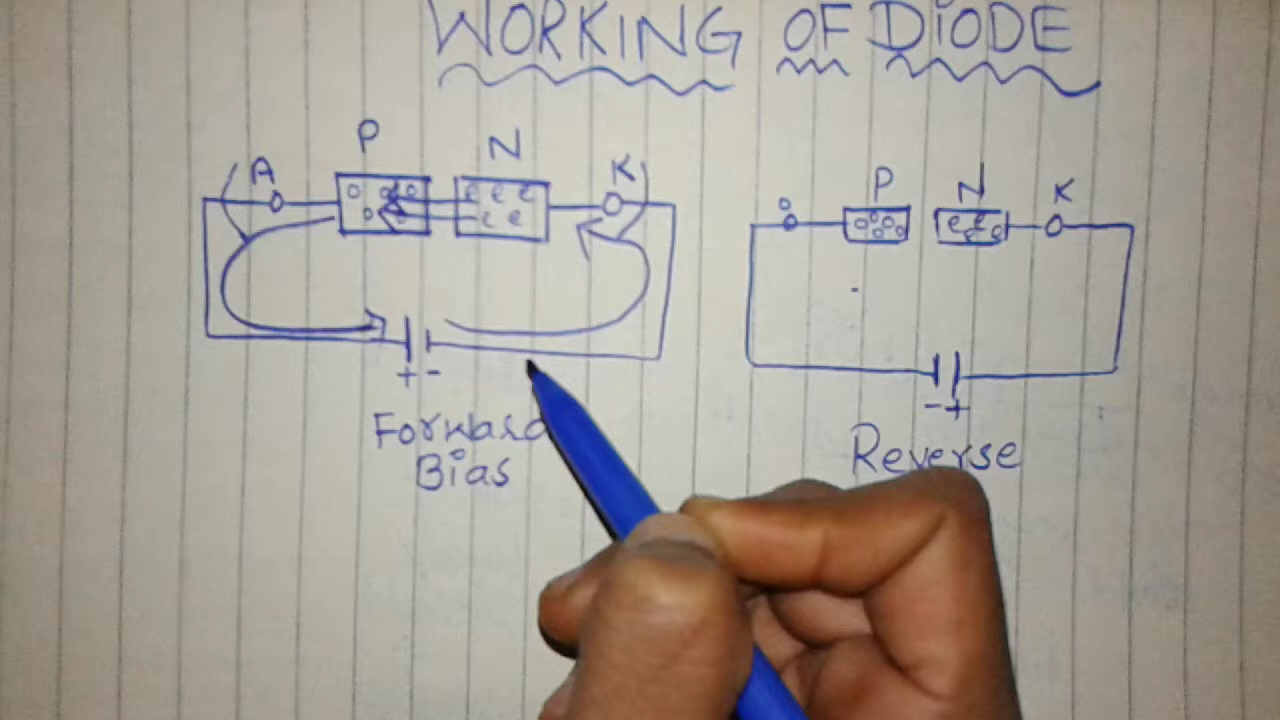 WORKING OF DIODE
P N
A K
e e e
e e
+ -
Forward
Bias
P N K
e e
e e
- +
Reverse